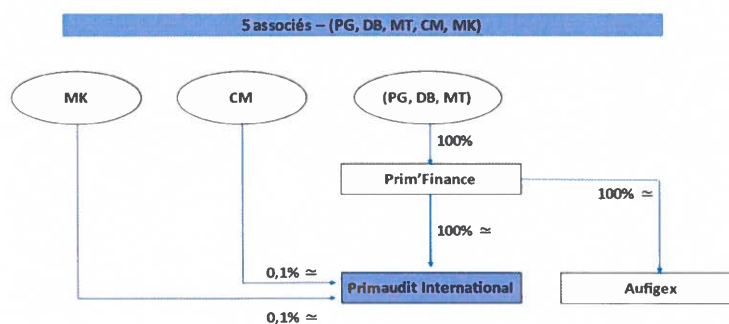 5 associés – (PG, DB, MT, CM, MK)
MK
CM
(PG, DB, MT)
100%
Prim'Finance
100% ≃
100% ≃
0,1% ≃
Primaudit International
Aufigex
0,1% ≃